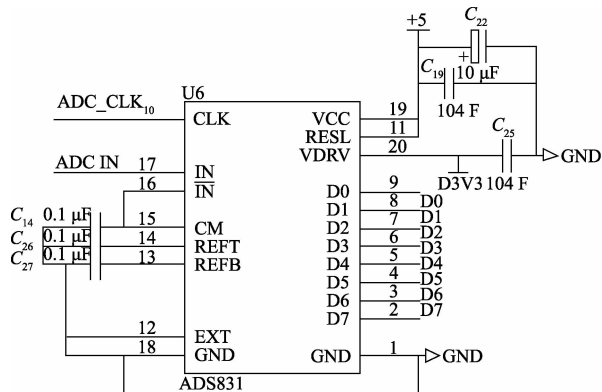 +5
C22
+
C19
10 μF
104 F
C25
GND
D3V3
104 F
U6
ADC_CLK10
CLK
ADC IN
17
IN
16
IN
C14
0.1 μF
15
CM
C26
0.1 μF
14
REFT
C27
0.1 μF
13
REFB
12
EXT
18
GND
VCC
19
RESL
11
VDRV
20
D0
9
D0
D1
8
D1
D2
7
D2
D3
6
D3
D4
5
D4
D5
4
D5
D6
3
D6
D7
2
D7
GND
1
GND
ADS831